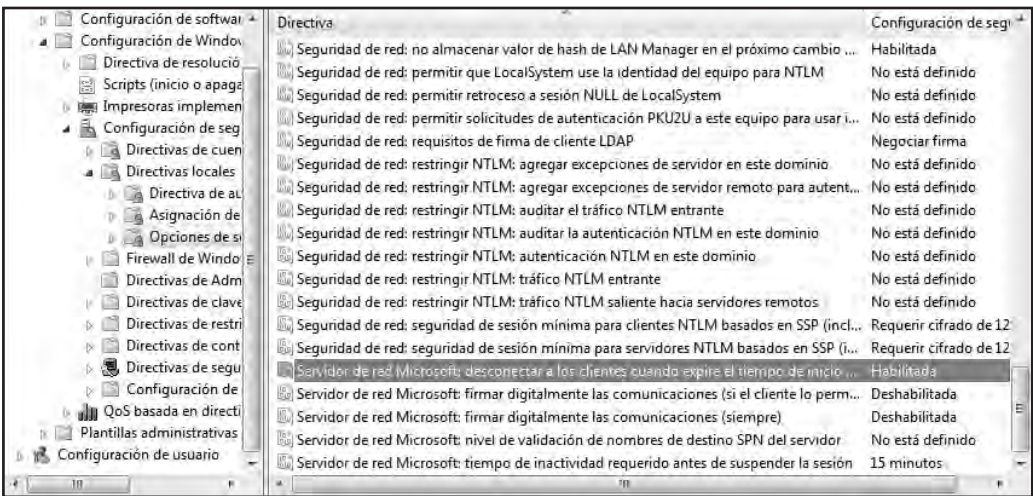 Configuración de softwar
Configuración de Window
Directiva de resolució
Scripts (inicio o apaga
Impresoras implemen
Configuración de seg
Directivas de cuen
Directivas locales
Directiva de au
Asignación de
Opciones de s
Firewall de Windo
Directivas de Adm
Directivas de clave
Directivas de restri
Directivas de cont
Directivas de segu
Configuración de
QoS basada en directi
Plantillas administrativas
Configuración de usuario
Directiva Configuración de segu
Seguridad de red: no almacenar valor de hash de LAN Manager en el próximo cambio ... Habilitada
Seguridad de red: permitir que LocalSystem use la identidad del equipo para NTLM No está definido
Seguridad de red: permitir retroceso a sesión NULL de LocalSystem No está definido
Seguridad de red: permitir solicitudes de autenticación PKU2U a este equipo para usar i... No está definido
Seguridad de red: requisitos de firma de cliente LDAP Negociar firma
Seguridad de red: restringir NTLM: agregar excepciones de servidor en este dominio No está definido
Seguridad de red: restringir NTLM: agregar excepciones de servidor remoto para autent... No está definido
Seguridad de red: restringir NTLM: auditar el tráfico NTLM entrante No está definido
Seguridad de red: restringir NTLM: auditar la autenticación NTLM en este dominio No está definido
Seguridad de red: restringir NTLM: autenticación NTLM en este dominio No está definido
Seguridad de red: restringir NTLM: tráfico NTLM entrante No está definido
Seguridad de red: restringir NTLM: tráfico NTLM saliente hacia servidores remotos No está definido
Seguridad de red: seguridad de sesión mínima para clientes NTLM basados en SSP (incl... Requerir cifrado de 12
Seguridad de red: seguridad de sesión mínima para servidores NTLM basados en SSP (i... Requerir cifrado de 12
Servidor de red Microsoft: desconectar a los clientes cuando expire el tiempo de inicio ... Habilitada
Servidor de red Microsoft: firmar digitalmente las comunicaciones (si el cliente lo perm... Deshabilitada
Servidor de red Microsoft: firmar digitalmente las comunicaciones (siempre) Deshabilitada
Servidor de red Microsoft: nivel de validación de nombres de destino SPN del servidor No está definido
Servidor de red Microsoft: tiempo de inactividad requerido antes de suspender la sesión 15 minutos